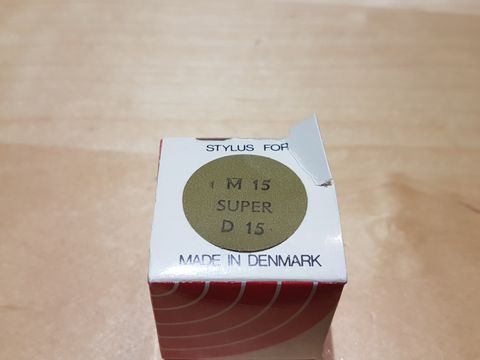 STYLUS FOR
M 15
SUPER
D 15
MADE IN DENMARK